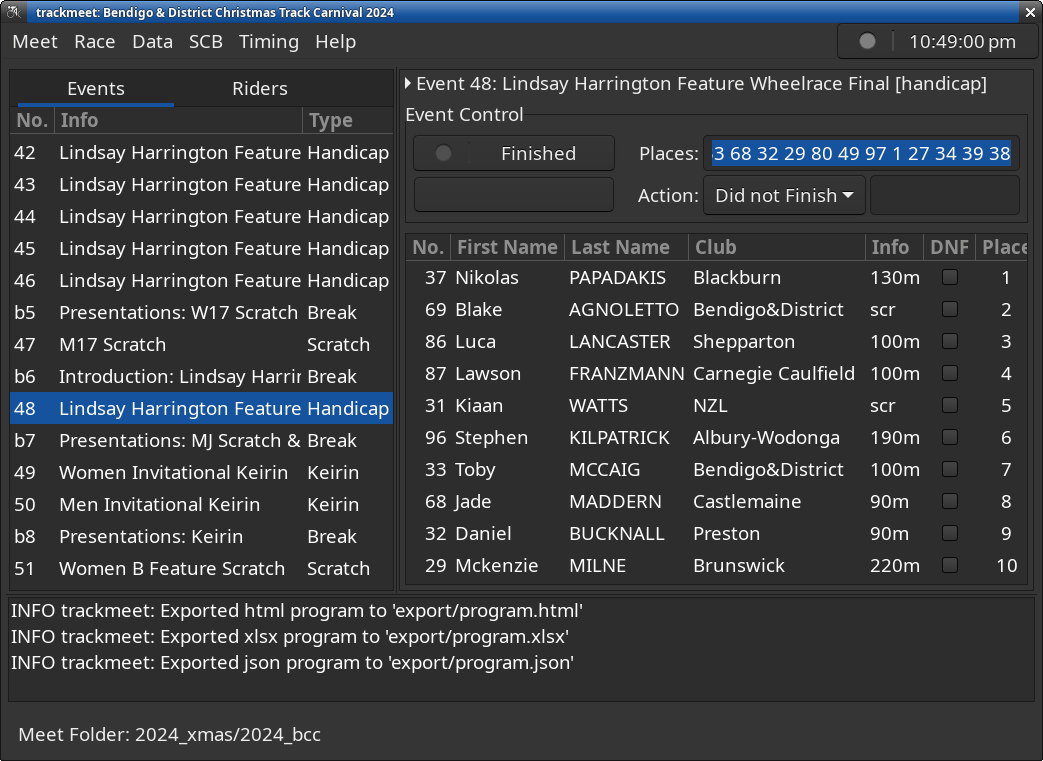 trackmeet: Bendigo & District Christmas Track Carnival 2024
Meet Race Data SCB Timing Help 10:49:00 pm
Events Riders
No. Info Type
42 Lindsay Harrington Feature Handicap
43 Lindsay Harrington Feature Handicap
44 Lindsay Harrington Feature Handicap
45 Lindsay Harrington Feature Handicap
46 Lindsay Harrington Feature Handicap
b5 Presentations: W17 Scratch Break
47 M17 Scratch Scratch
b6 Introduction: Lindsay Harrin Break
48 Lindsay Harrington Feature Handicap
b7 Presentations: MJ Scratch & Break
49 Women Invitational Keirin Keirin
50 Men Invitational Keirin Keirin
b8 Presentations: Keirin Break
51 Women B Feature Scratch Scratch
Event 48: Lindsay Harrington Feature Wheelrace Final [handicap]
Event Control
Finished Places: 3 68 32 29 80 49 97 1 27 34 39 38
Action: Did not Finish
No. First Name Last Name Club Info DNF Place
37 Nikolas PAPADAKIS Blackburn 130m 1
69 Blake AGNOLETTO Bendigo&District scr 2
86 Luca LANCASTER Shepparton 100m 3
87 Lawson FRANZMANN Carnegie Caulfield 100m 4
31 Kiaan WATTS NZL scr 5
96 Stephen KILPATRICK Albury-Wodonga 190m 6
33 Toby MCCAIG Bendigo&District 100m 7
68 Jade MADDERN Castlemaine 90m 8
32 Daniel BUCKNALL Preston 90m 9
29 Mckenzie MILNE Brunswick 220m 10
INFO trackmeet: Exported html program to 'export/program.html'
INFO trackmeet: Exported xlsx program to 'export/program.xlsx'
INFO trackmeet: Exported json program to 'export/program.json'
Meet Folder: 2024_xmas/2024_bcc